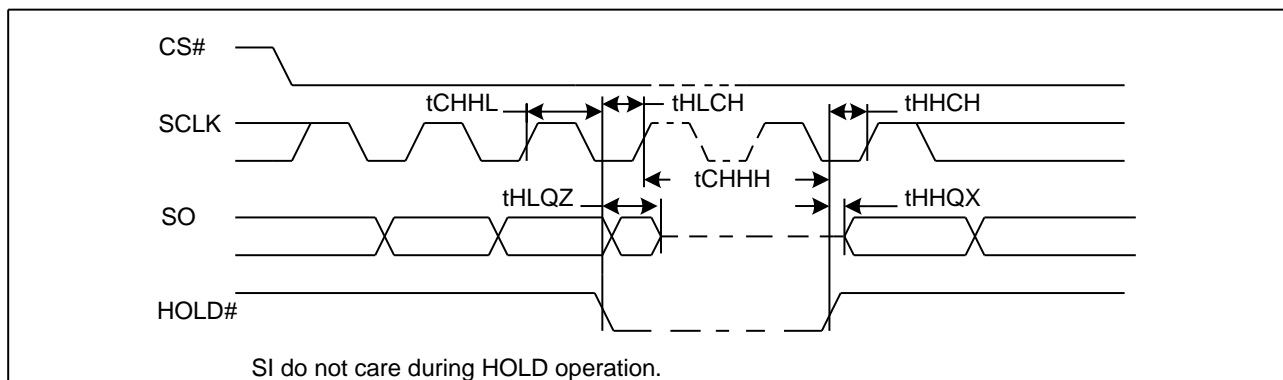 CS#
tCHHL
tHLCH
tHHCH
SCLK
tCHHH
tHLQZ
tHHQX
SO
HOLD#
SI do not care during HOLD operation.